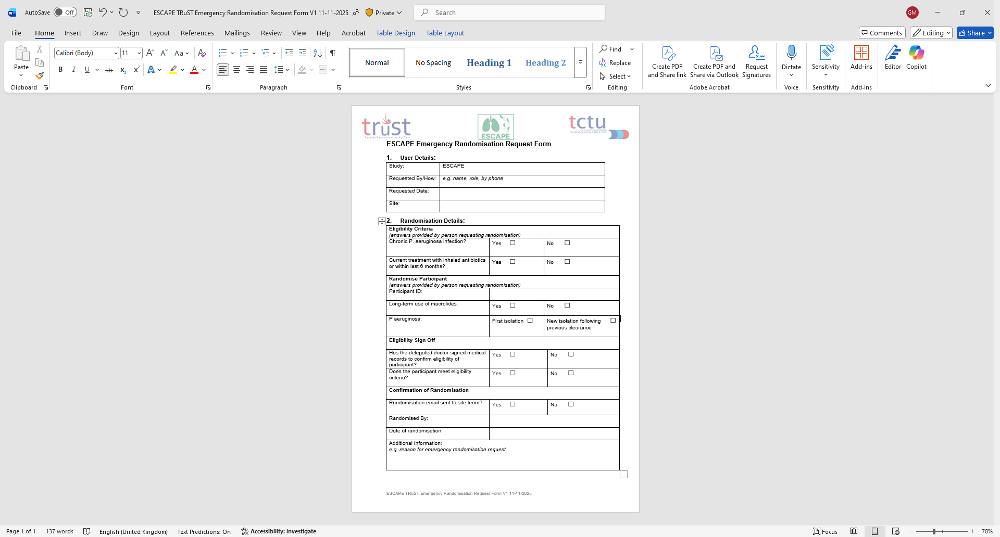 AutoSave Off ESCAPE TRuST Emergency Randomisation Request Form V1 11-11-2025 Private Search GM
File Home Insert Draw Design Layout References Mailings Review View Help Acrobat Table Design Table Layout Comments Editing Share
Paste
Clipboard
Calibri (Body) 11
Font
Paragraph
Normal No Spacing Heading 1 Heading 2
Styles
Find
Replace
Select
Editing
Create PDF and Share link
Create PDF and Share via Outlook
Request Signatures
Adobe Acrobat
Dictate
Voice
Sensitivity
Sensitivity
Add-ins
Add-ins
Editor
Copilot
trust
Tayside Randomisation SysTem
ESCAPE
tctu
TAYSIDE CLINICAL TRIALS UNIT
ESCAPE Emergency Randomisation Request Form
1. User Details:
Study: ESCAPE
Requested By/How: e.g. name, role, by phone
Requested Date:
Site:
2. Randomisation Details:
Eligibility Criteria
(answers provided by person requesting randomisation)
Chronic P. aeruginosa infection? Yes ☐ No ☐
Current treatment with inhaled antibiotics Yes ☐ No ☐
or within last 6 months?
Randomise Participant
(answers provided by person requesting randomisation)
Participant ID:
Long-term use of macrolides: Yes ☐ No ☐
P aeruginosa: First isolation ☐ New isolation following ☐
previous clearance
Eligibility Sign Off
Has the delegated doctor signed medical Yes ☐ No ☐
records to confirm eligibility of
participant?
Does the participant meet eligibility Yes ☐ No ☐
criteria?
Confirmation of Randomisation
Randomisation email sent to site team? Yes ☐ No ☐
Randomised By:
Date of randomisation:
Additional Information:
e.g. reason for emergency randomisation request
ESCAPE TRuST Emergency Randomisation Request Form V1 11-11-2025
Page 1 of 1 137 words English (United Kingdom) Text Predictions: On Accessibility: Investigate Focus 70%